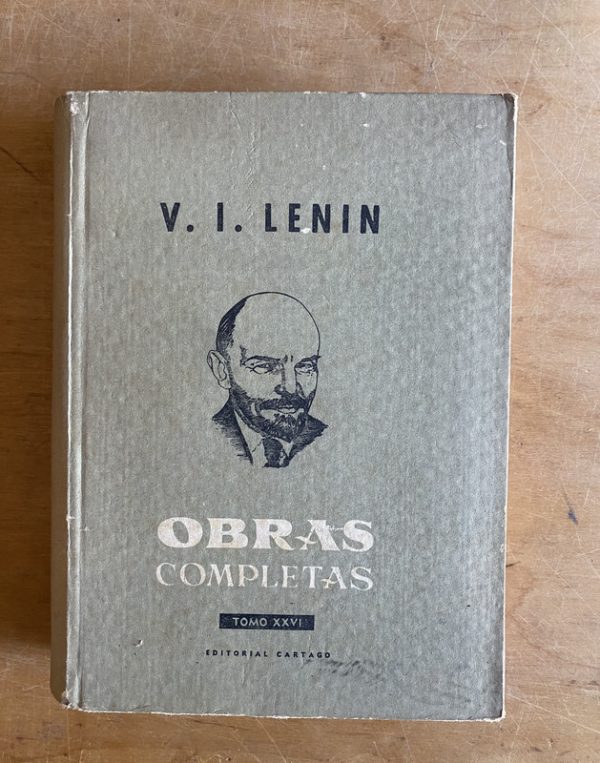 V. I. LENIN
OBRAS
COMPLETAS
TOMO XXVI
EDITORIAL CARTAGO